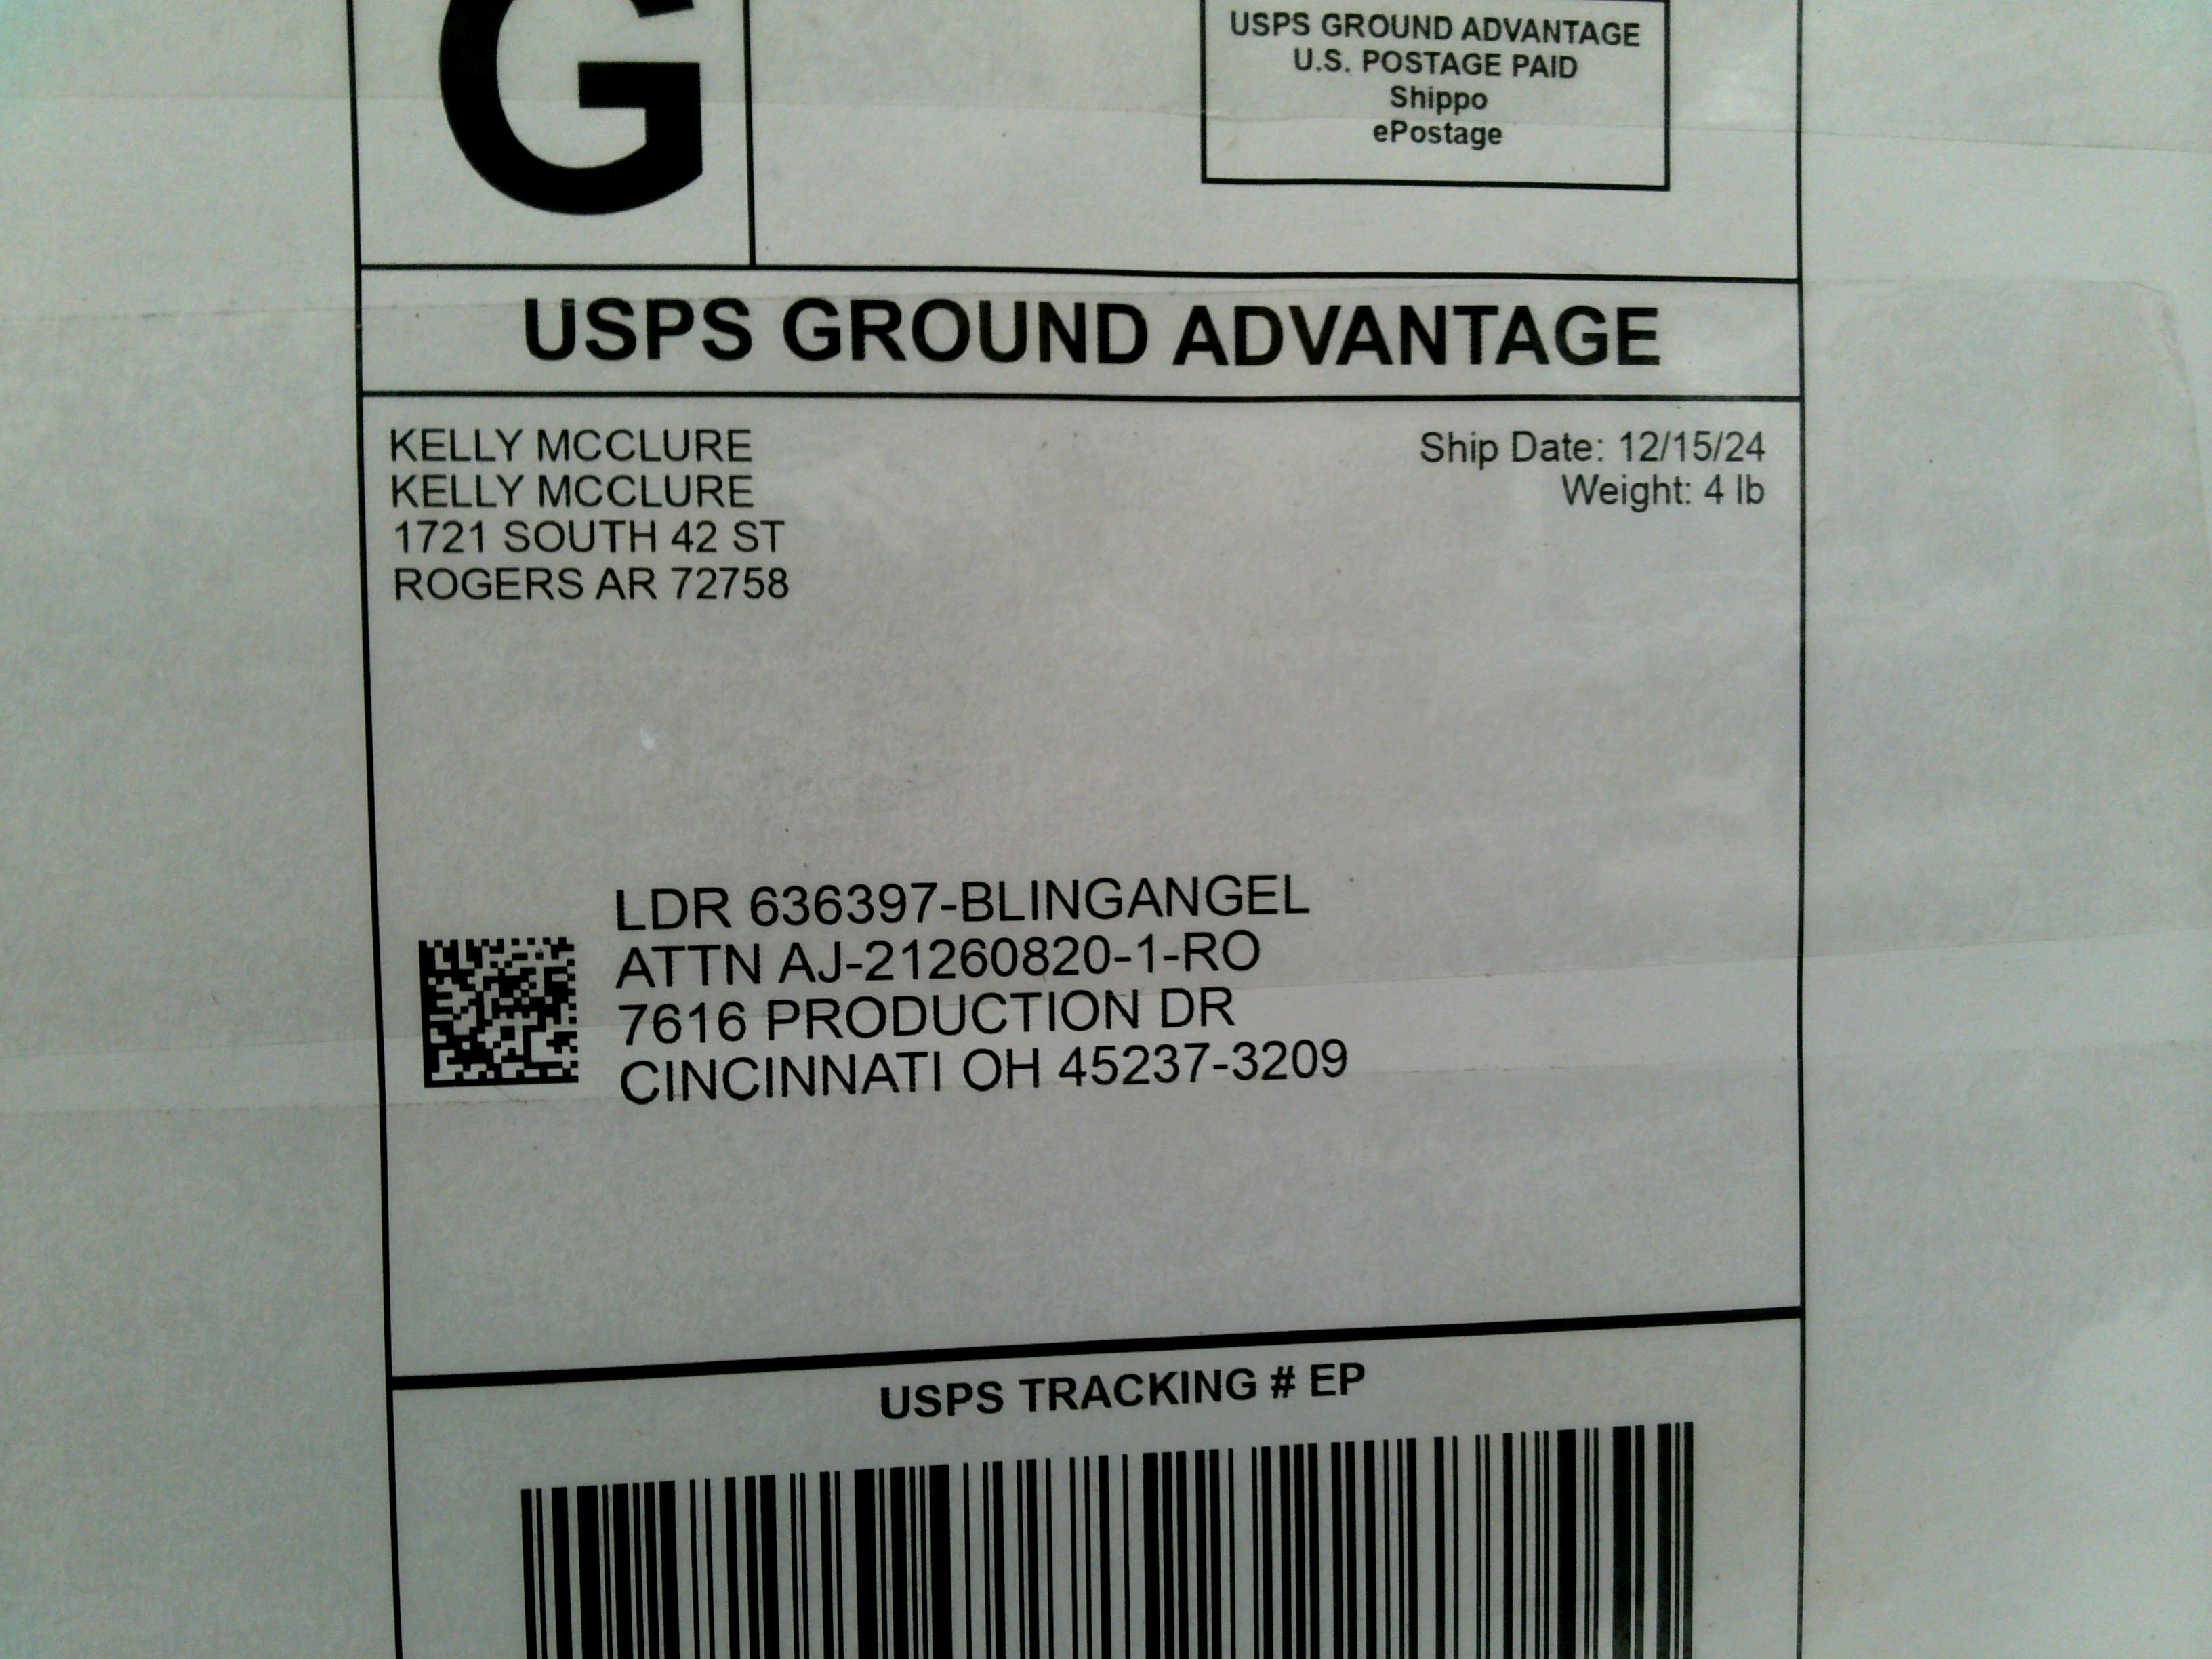 G
USPS GROUND ADVANTAGE
U.S. POSTAGE PAID
Shippo
ePostage
USPS GROUND ADVANTAGE
KELLY MCCLURE
KELLY MCCLURE
1721 SOUTH 42 ST
ROGERS AR 72758
Ship Date: 12/15/24
Weight: 4 lb
LDR 636397-BLINGANGEL
ATTN AJ-21260820-1-RO
7616 PRODUCTION DR
CINCINNATI OH 45237-3209
USPS TRACKING # EP